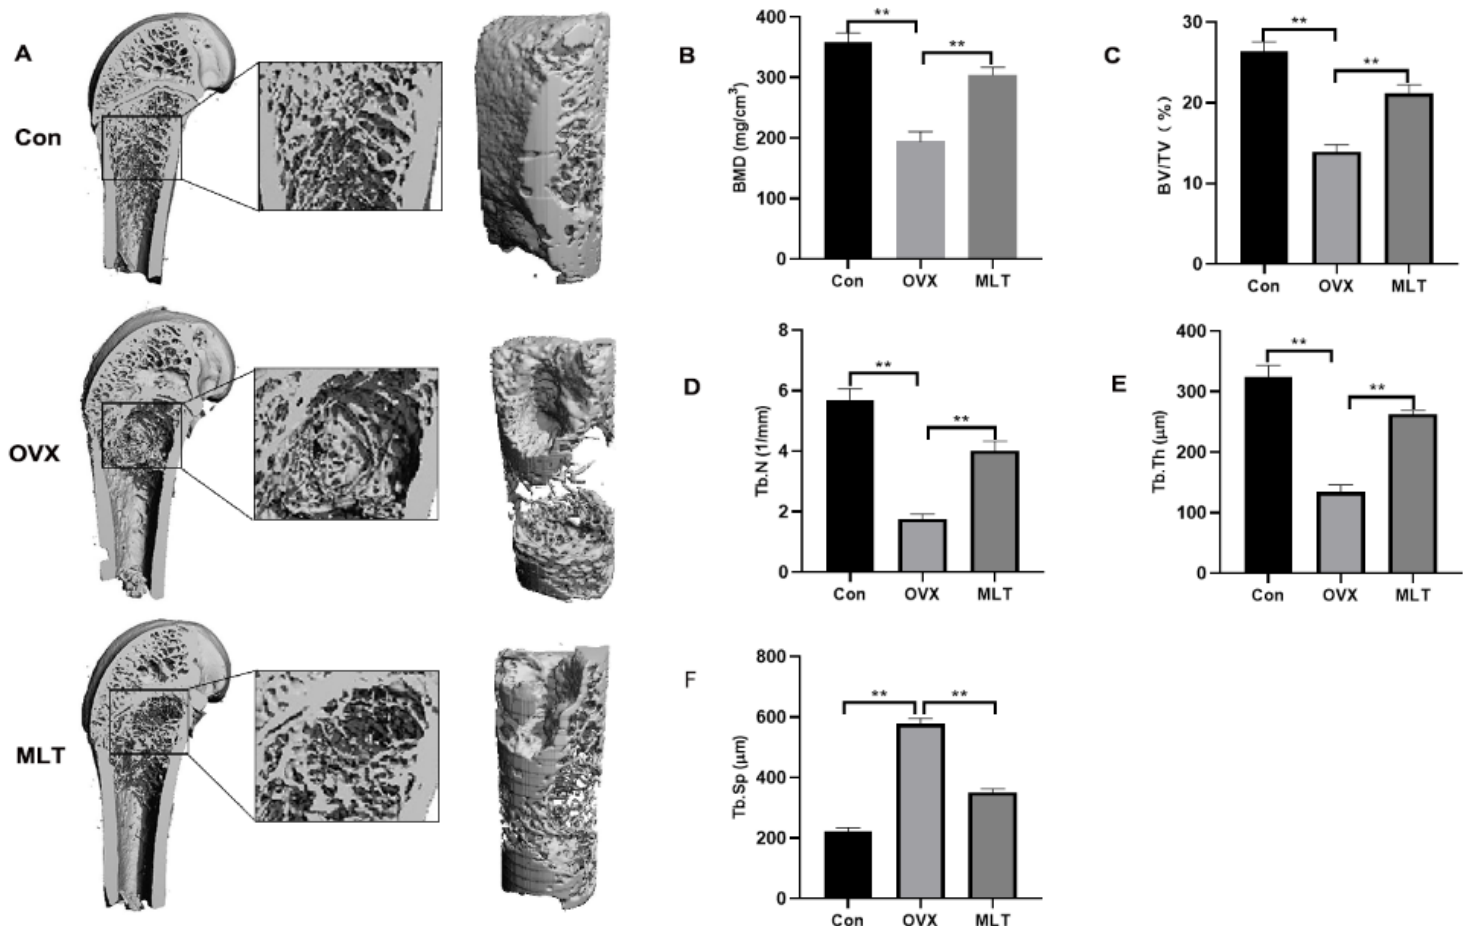 A
Con
OVX
MLT
B
BMD (mg/cm³)
400
300
200
100
0
**
**
Con OVX MLT
C
BV/TV（%）
30
20
10
0
**
**
Con OVX MLT
D
Tb.N (1/mm)
8
6
4
2
0
**
**
Con OVX MLT
E
Tb.Th (μm)
400
300
200
100
0
**
**
Con OVX MLT
F
Tb.Sp (μm)
800
600
400
200
0
**
**
Con OVX MLT